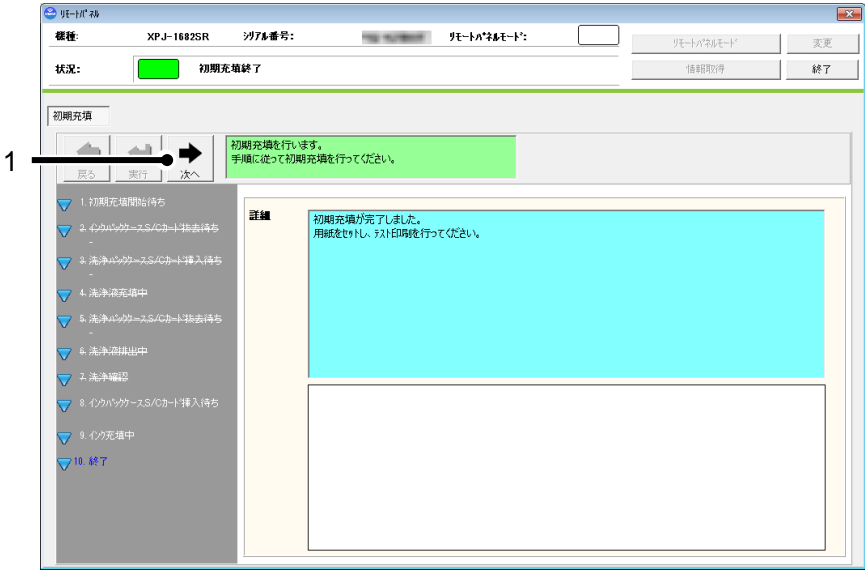 リモートパネル
機種: XPJ-1682SR シリアル番号: リモートパネルモード:
リモートパネルモード 変更
状況: 初期充填終了
情報取得 終了
初期充填
1
戻る 実行 次へ
初期充填を行います。
手順に従って初期充填を行ってください。
1. 初期充填開始待ち
2. インクパックケース,S/Cカード抜去待ち
-
3. 洗浄パックケース,S/Cカード挿入待ち
-
4. 洗浄液充填中
5. 洗浄パックケース,S/Cカード抜去待ち
-
6. 洗浄液排出中
7. 洗浄確認
8. インクパックケース,S/Cカード挿入待ち
9. インク充填中
10. 終了
詳細
初期充填が完了しました。
用紙をセットし、テスト印刷を行ってください。